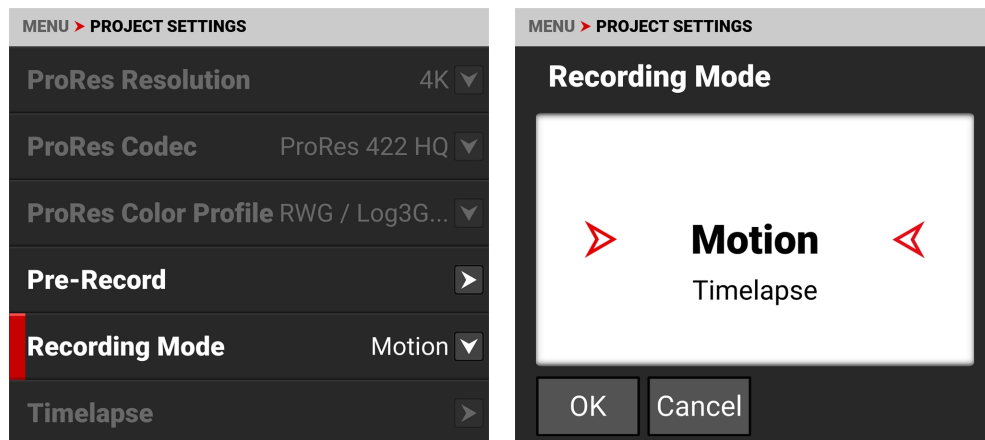 MENU ➤ PROJECT SETTINGS
ProRes Resolution 4K
ProRes Codec ProRes 422 HQ
ProRes Color Profile RWG / Log3G...
Pre-Record
Recording Mode Motion
Timelapse
MENU ➤ PROJECT SETTINGS
Recording Mode
Motion
Timelapse
OK Cancel